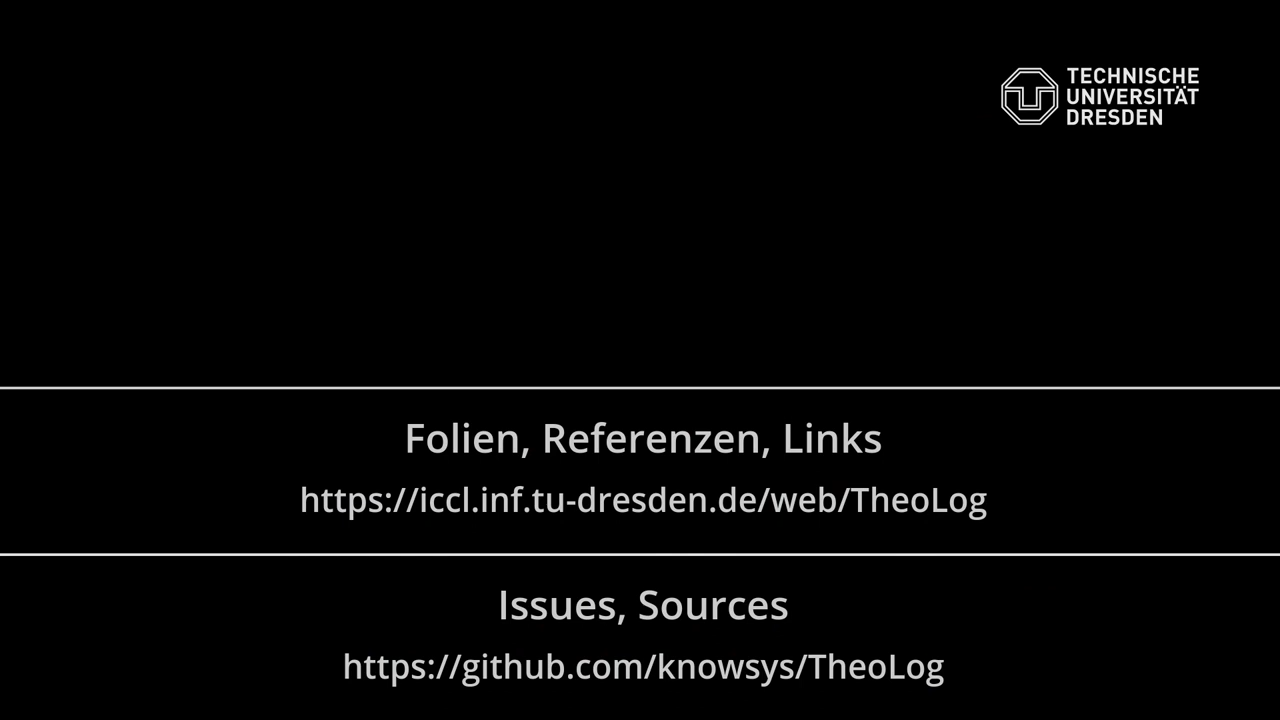 TECHNISCHE
UNIVERSITÄT
DRESDEN
Folien, Referenzen, Links
https://iccl.inf.tu-dresden.de/web/TheoLog
Issues, Sources
https://github.com/knowsys/TheoLog